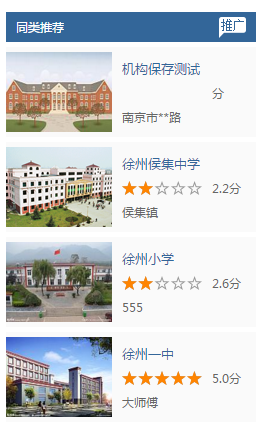 同类推荐 推广
机构保存测试
分
南京市**路
徐州侯集中学
2.2分
侯集镇
徐州小学
2.6分
555
徐州一中
5.0分
大师傅